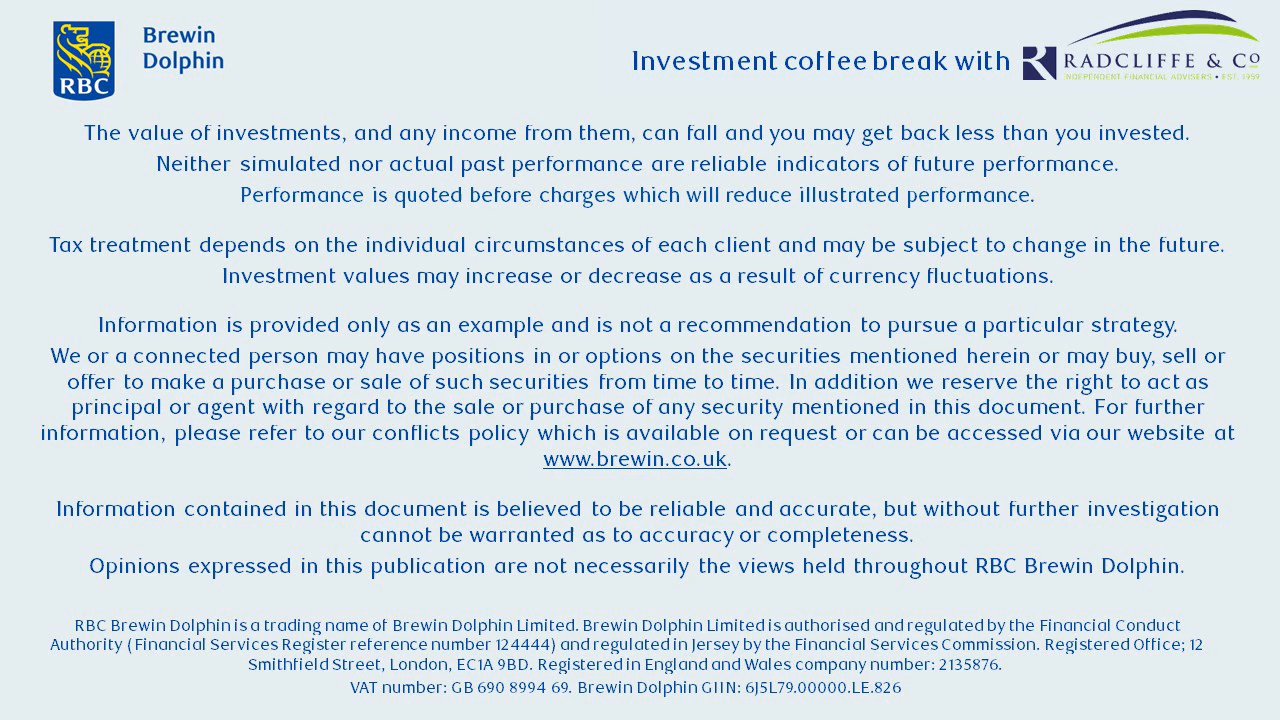 RBC
Brewin
Dolphin
Investment coffee break with
R RADCLIFFE & Co
INDEPENDENT FINANCIAL ADVISERS • EST. 1999
The value of investments, and any income from them, can fall and you may get back less than you invested.
Neither simulated nor actual past performance are reliable indicators of future performance.
Performance is quoted before charges which will reduce illustrated performance.
Tax treatment depends on the individual circumstances of each client and may be subject to change in the future.
Investment values may increase or decrease as a result of currency fluctuations.
Information is provided only as an example and is not a recommendation to pursue a particular strategy.
We or a connected person may have positions in or options on the securities mentioned herein or may buy, sell or
offer to make a purchase or sale of such securities from time to time. In addition we reserve the right to act as
principal or agent with regard to the sale or purchase of any security mentioned in this document. For further
information, please refer to our conflicts policy which is available on request or can be accessed via our website at
www.brewin.co.uk.
Information contained in this document is believed to be reliable and accurate, but without further investigation
cannot be warranted as to accuracy or completeness.
Opinions expressed in this publication are not necessarily the views held throughout RBC Brewin Dolphin.
RBC Brewin Dolphin is a trading name of Brewin Dolphin Limited. Brewin Dolphin Limited is authorised and regulated by the Financial Conduct
Authority (Financial Services Register reference number 124444) and regulated in Jersey by the Financial Services Commission. Registered Office; 12
Smithfield Street, London, EC1A 9BD. Registered in England and Wales company number: 2135876.
VAT number: GB 690 8994 69. Brewin Dolphin GIIN: 6J5L79.00000.LE.826